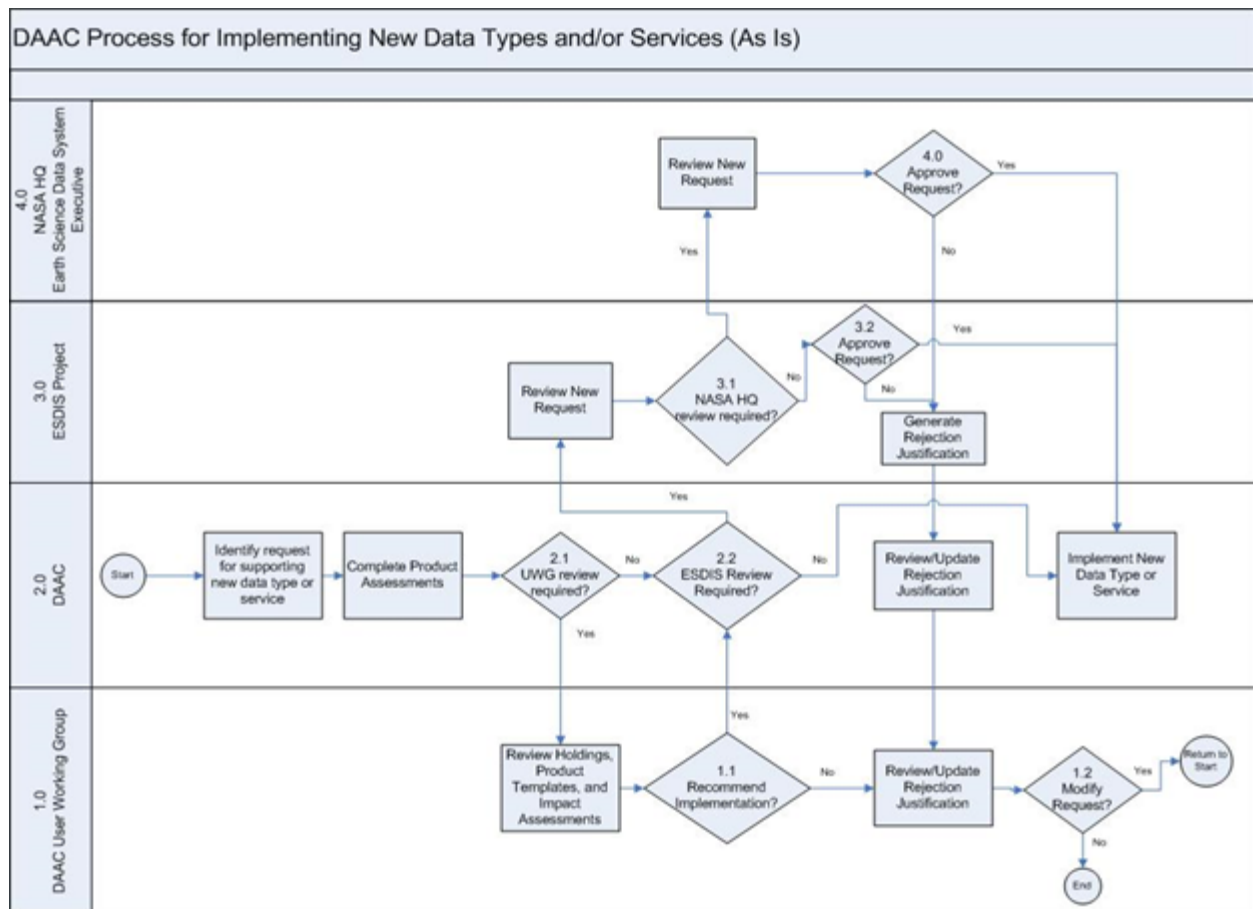 DAAC Process for Implementing New Data Types and/or Services (As Is)
4.0
NASA HQ
Earth Science Data System
Executive
Review New
Request
4.0
Approve
Request?
Yes
No
Yes
3.0
ESDIS Project
Review New
Request
3.1
NASA HQ
review required?
No
3.2
Approve
Request?
Yes
No
Generate
Rejection
Justification
2.0
DAAC
Start
Identify request
for supporting
new data type or
service
Complete Product
Assessments
2.1
UWG review
required?
No
Yes
Yes
2.2
ESDIS Review
Required?
No
Review/Update
Rejection
Justification
Implement New
Data Type or
Service
1.0
DAAC User Working Group
Review Holdings,
Product
Templates, and
Impact
Assessments
Yes
1.1
Recommend
Implementation?
No
Review/Update
Rejection
Justification
1.2
Modify
Request?
Yes
Return to
Start
No
End